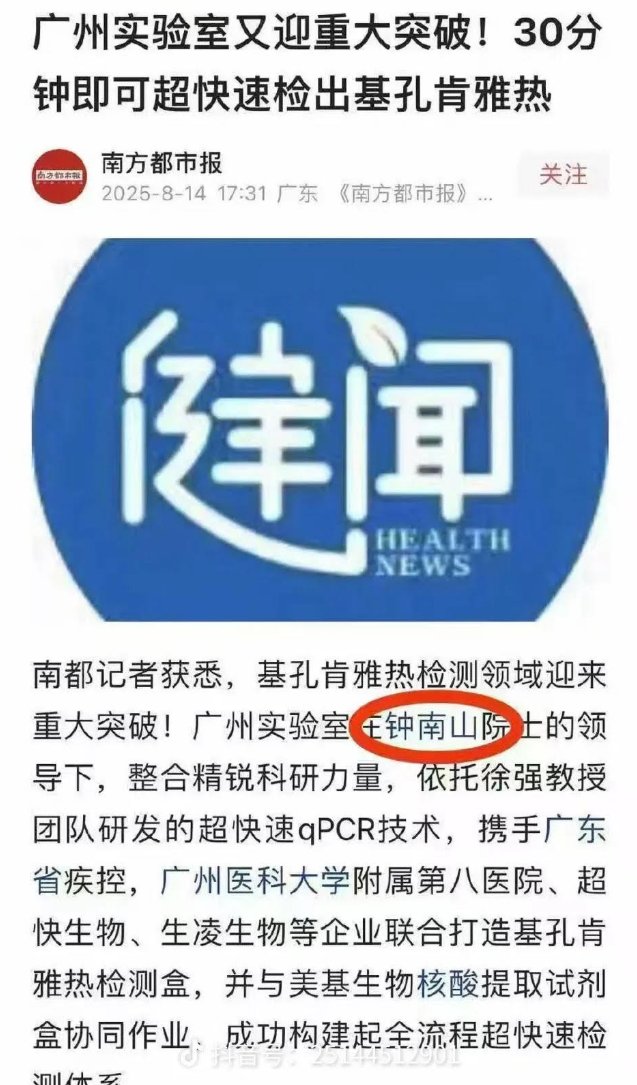 广州实验室又迎重大突破！30分
钟即可超快速检出基孔肯雅热
南方都市报
南方都市报
2025-8-14 17:31 广东 《南方都市报》...
关注
健闻
HEALTH
NEWS
南都记者获悉，基孔肯雅热检测领域迎来
重大突破！广州实验室在钟南山院士的领
导下，整合精锐科研力量，依托徐强教授
团队研发的超快速qPCR技术，携手广东
省疾控，广州医科大学附属第八医院、超
快生物、生凌生物等企业联合打造基孔肯
雅热检测盒，并与美基生物核酸提取试剂
盒协同作业、成功构建起全流程超快速检
测体系
抖音号：25144512901